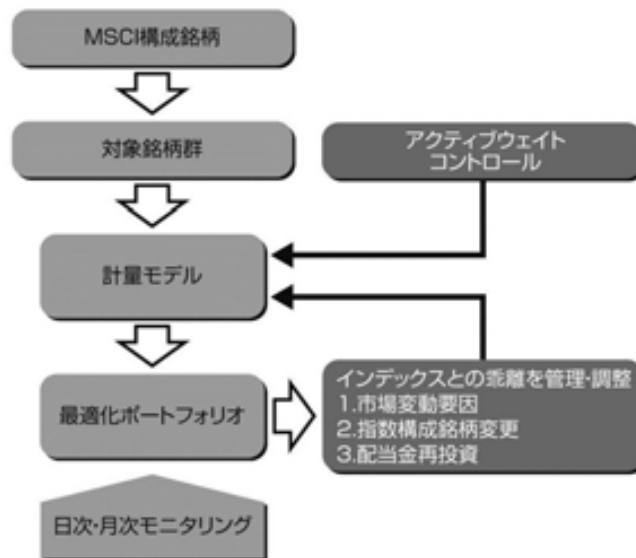 MSCI構成銘柄
対象銘柄群
アクティブウェイト
コントロール
計量モデル
最適化ポートフォリオ
インデックスとの乖離を管理・調整
1.市場変動要因
2.指数構成銘柄変更
3.配当金再投資
日次・月次モニタリング